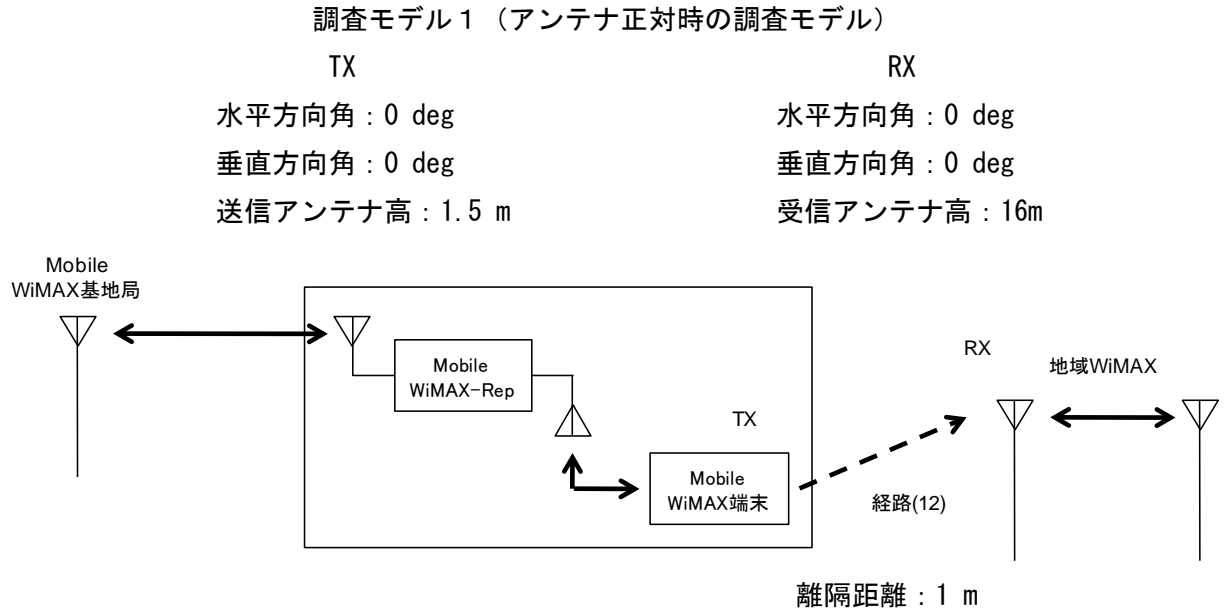 調査モデル1（アンテナ正対時の調査モデル）
TX
RX
水平方向角：0 deg
水平方向角：0 deg
垂直方向角：0 deg
垂直方向角：0 deg
送信アンテナ高：1.5 m
受信アンテナ高：16m
Mobile
WiMAX基地局
Mobile
WiMAX-Rep
TX
Mobile
WiMAX端末
経路(12)
RX
地域WiMAX
離隔距離：1 m